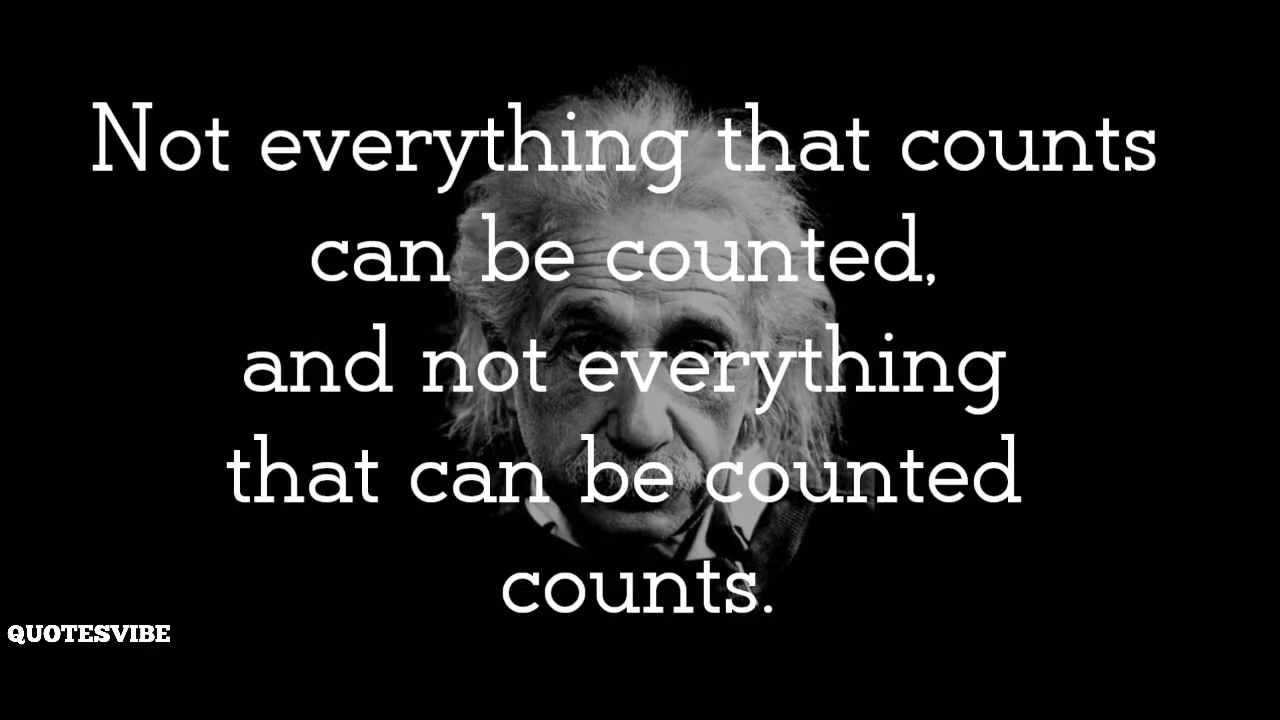 Not everything that counts
can be counted,
and not everything
that can be counted
counts.
QUOTESVIBE